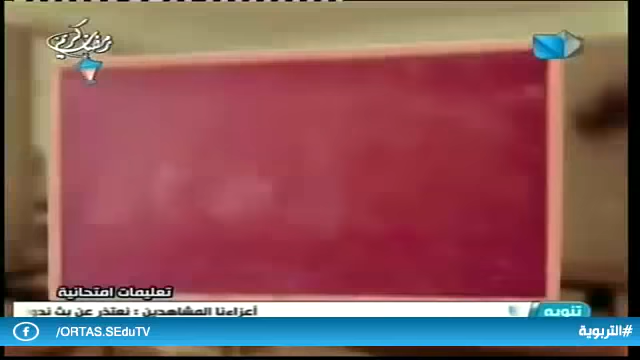 رمضان كريم
تعليمات امتحانية
تنويه أعزاءنا المشاهدين : نعتذر عن بث ندو
/ORTAS.SEduTV #التربوية